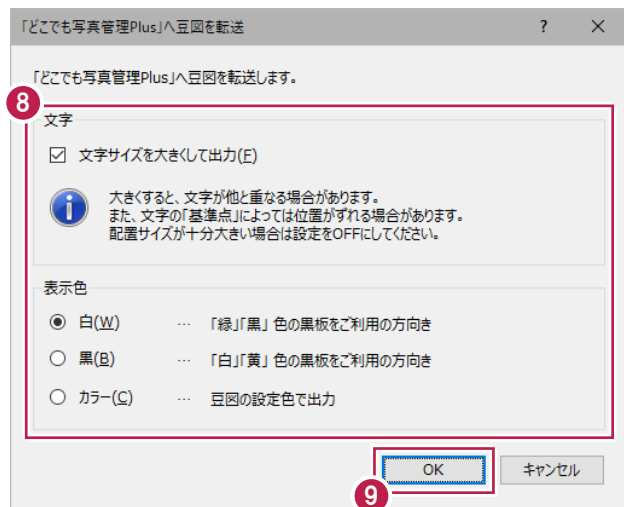 「どこでも写真管理Plus」へ豆図を転送 ? ×
「どこでも写真管理Plus」へ豆図を転送します。
8
文字
文字サイズを大きくして出力(F)
大きくすると、文字が他と重なる場合があります。
また、文字の「基準点」によっては位置がずれる場合があります。
配置サイズが十分大きい場合は設定をOFFにしてください。
表示色
白(W) … 「緑」「黒」 色の黒板をご利用の方向き
黒(B) … 「白」「黄」 色の黒板をご利用の方向き
カラー(C) … 豆図の設定色で出力
OK キャンセル
9